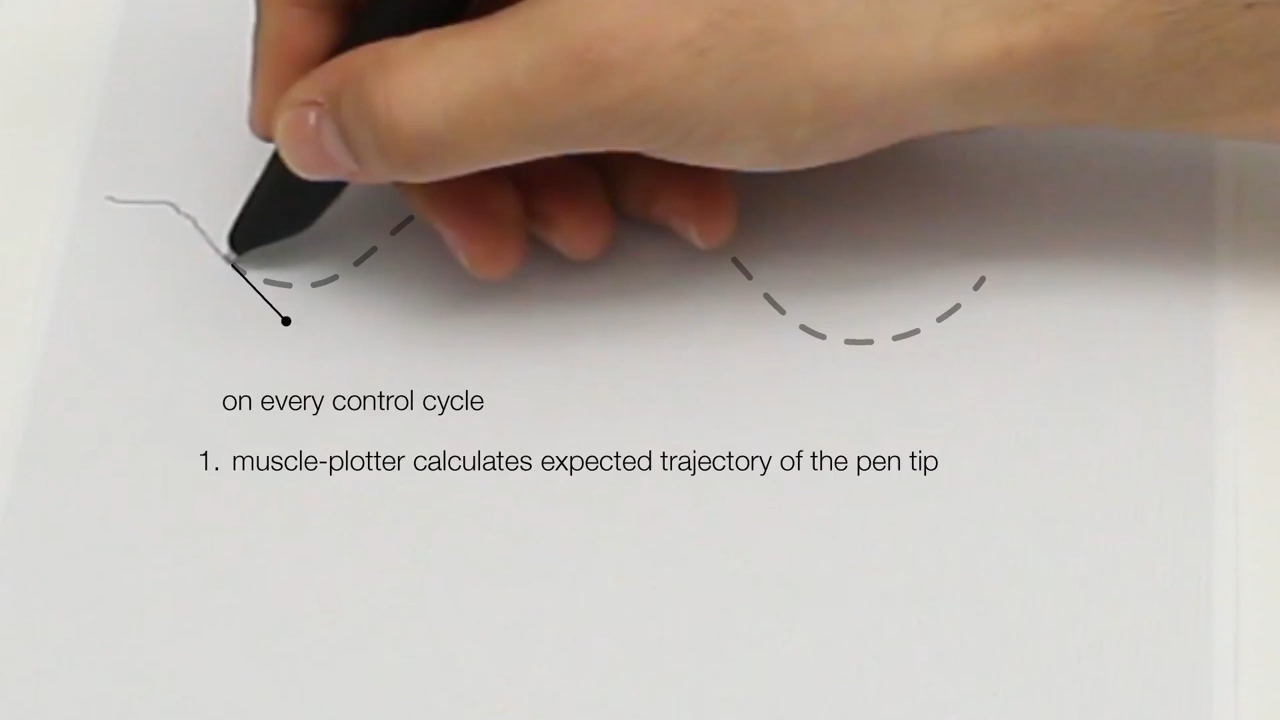 on every control cycle
1. muscle-plotter calculates expected trajectory of the pen tip